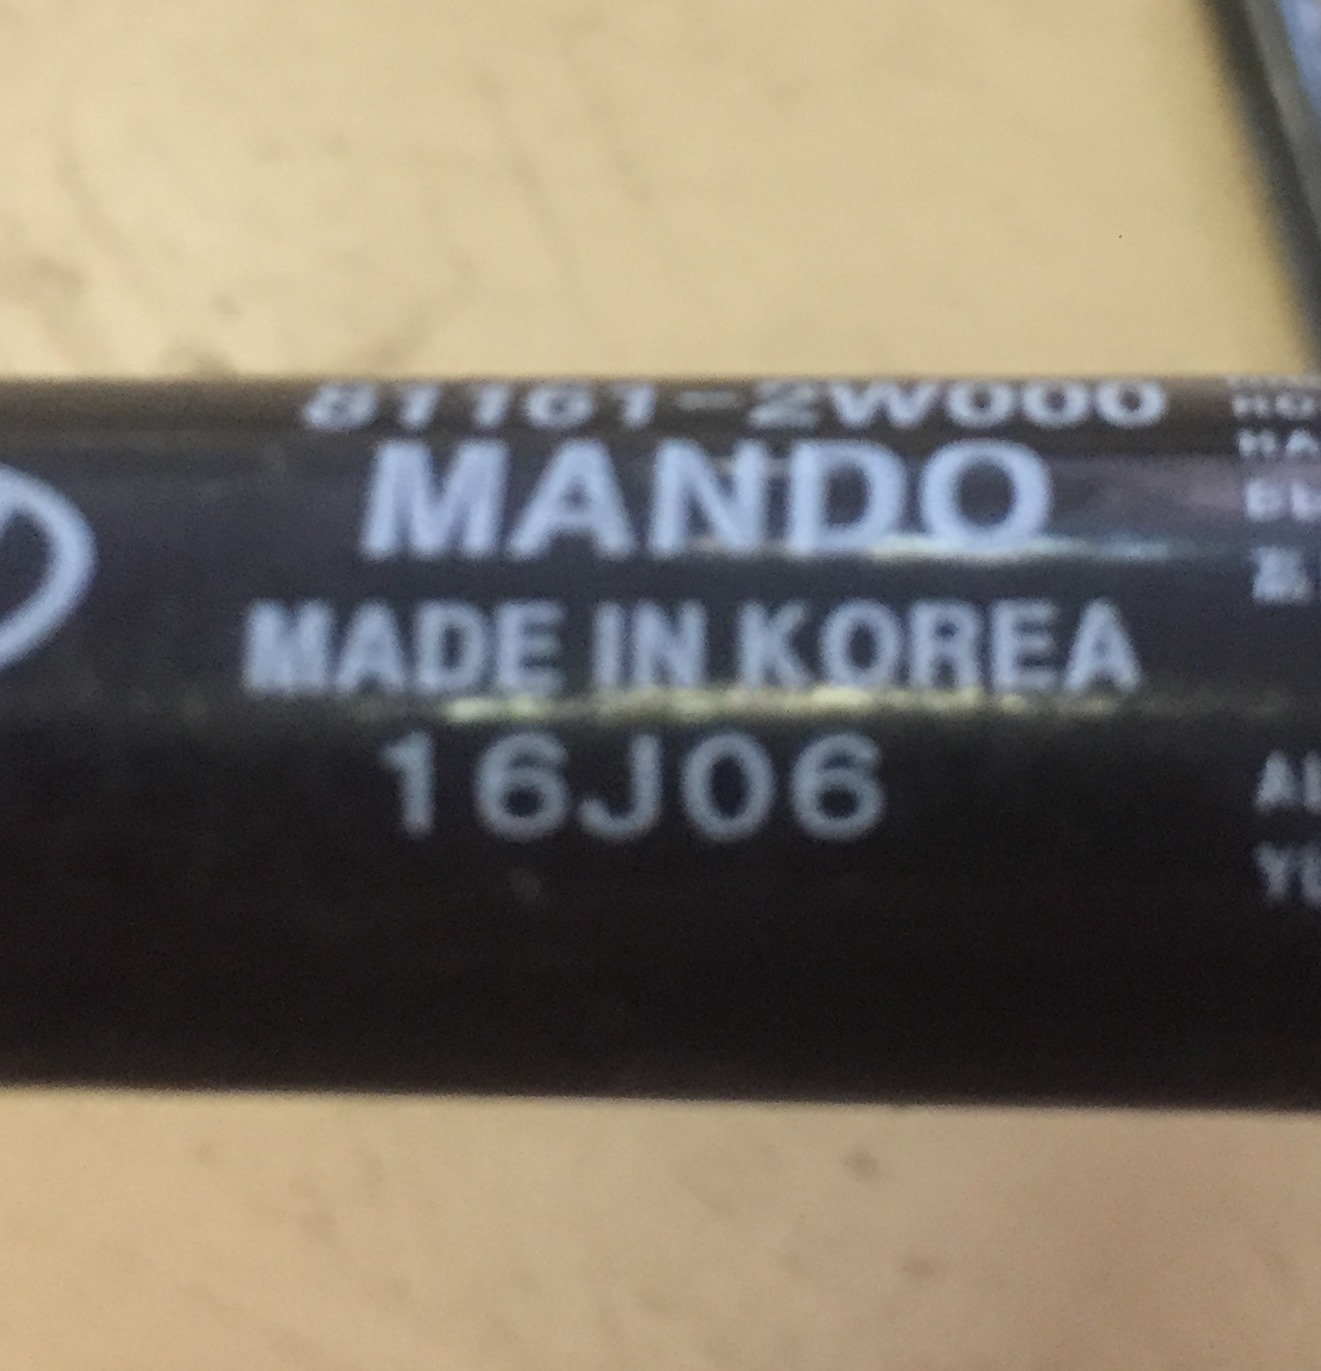 81161-2W000
MANDO
MADE IN KOREA
16J06